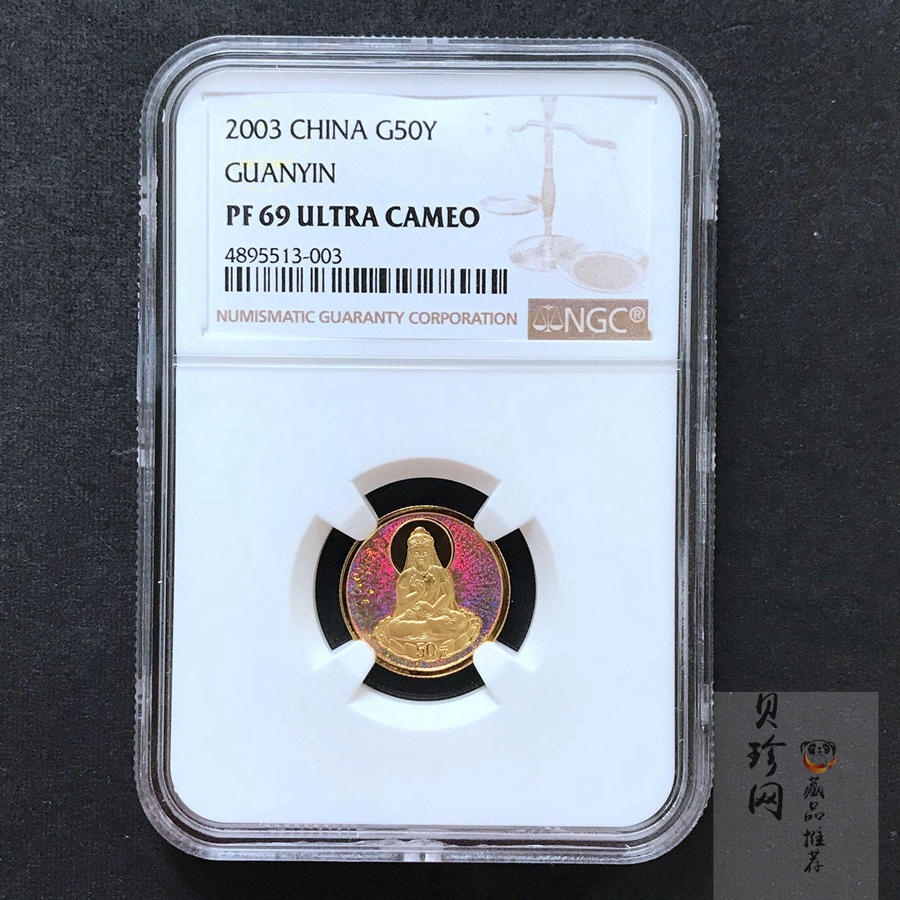 2003 CHINA G50Y
GUANYIN
PF 69 ULTRA CAMEO
4895513-003
NUMISMATIC GUARANTY CORPORATION
NGC®
50元
贝珍网
藏品推荐